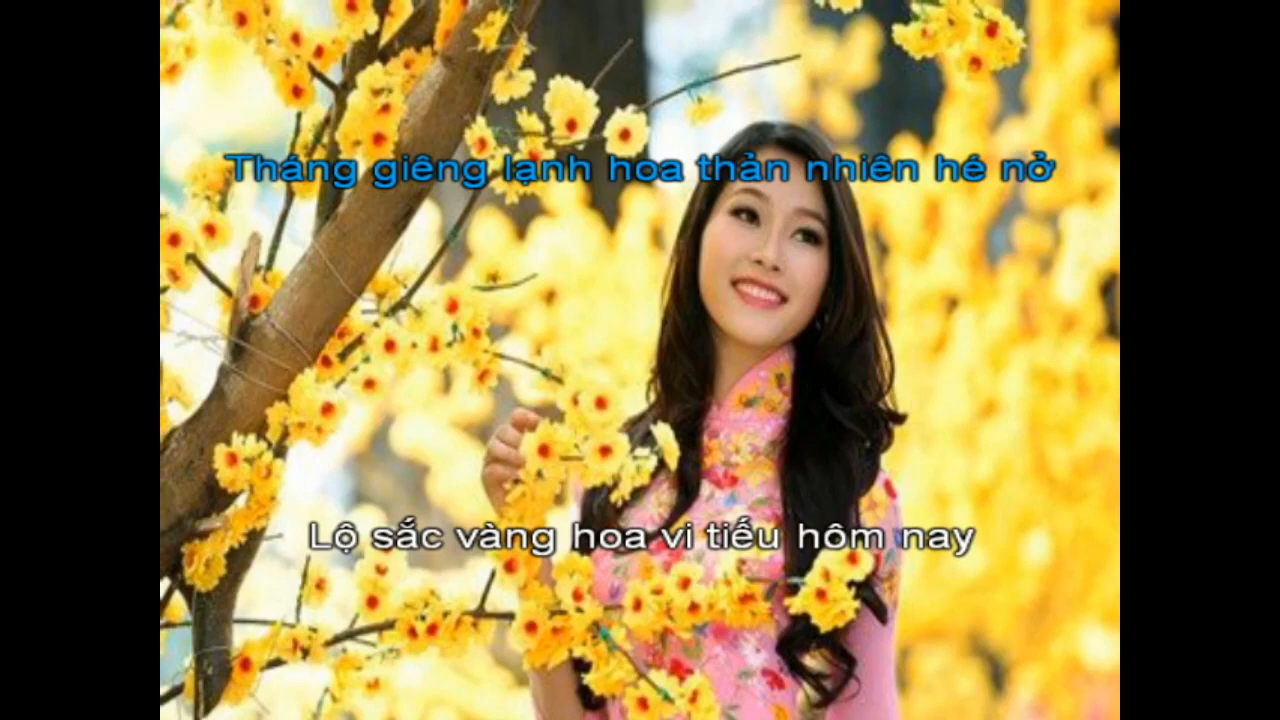 Tháng giêng lạnh hoa thản nhiên hé nở
Lộ sắc vàng hoa vi tiếu hôm nay